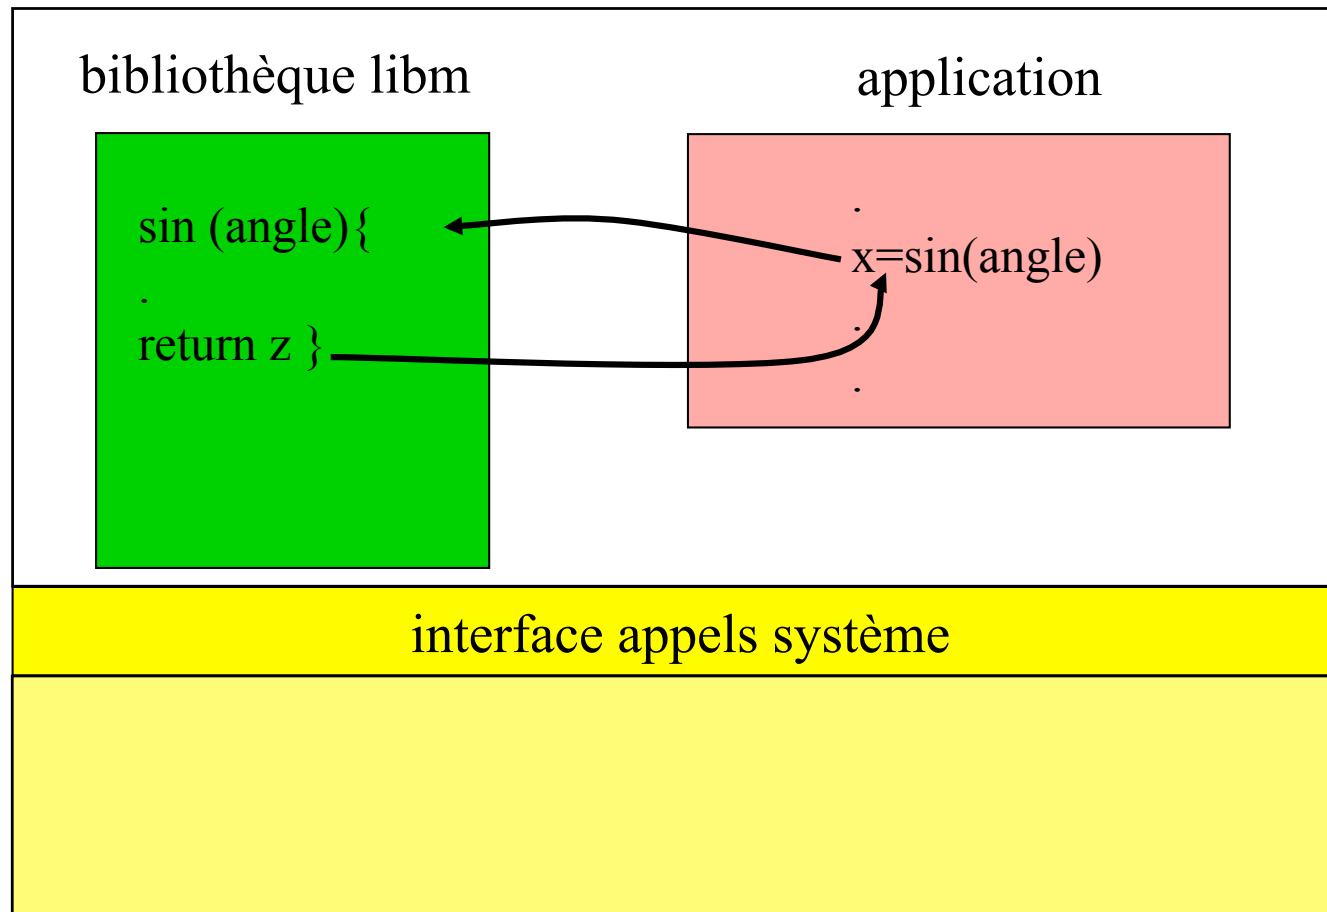 bibliothèque libm
application
sin (angle){
.
return z }
.
x=sin(angle)
.
.
interface appels système